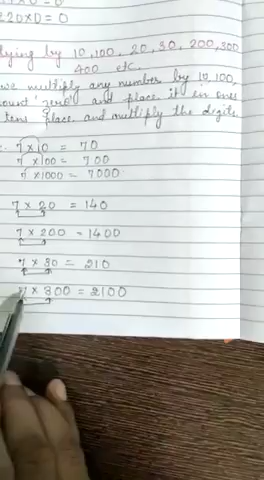 220 x 0 = 0
lying by 10, 100, 20, 30, 200, 300
400 etc.
we multiply any number by 10, 100,
count 'zero' and place it in ones
tens place and multiply the digits
7 x 10 = 70
7 x 100 = 700
7 x 1000 = 7000
7 x 20 = 140
7 x 200 = 1400
7 x 30 = 210
7 x 300 = 2100